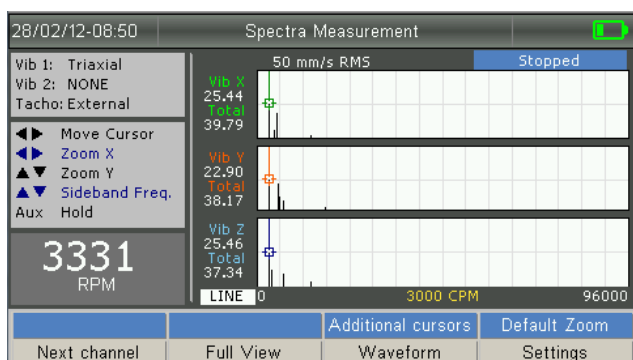 28/02/12-08:50
Spectra Measurement
Vib 1: Triaxial
Vib 2: NONE
Tacho: External
Move Cursor
Zoom X
Zoom Y
Sideband Freq.
Aux Hold
3331
RPM
50 mm/s RMS
Stopped
Vib X
25.44
Total
39.79
Vib Y
22.90
Total
38.17
Vib Z
25.46
Total
37.34
LINE 0 3000 CPM 96000
Additional cursors
Default Zoom
Next channel
Full View
Waveform
Settings